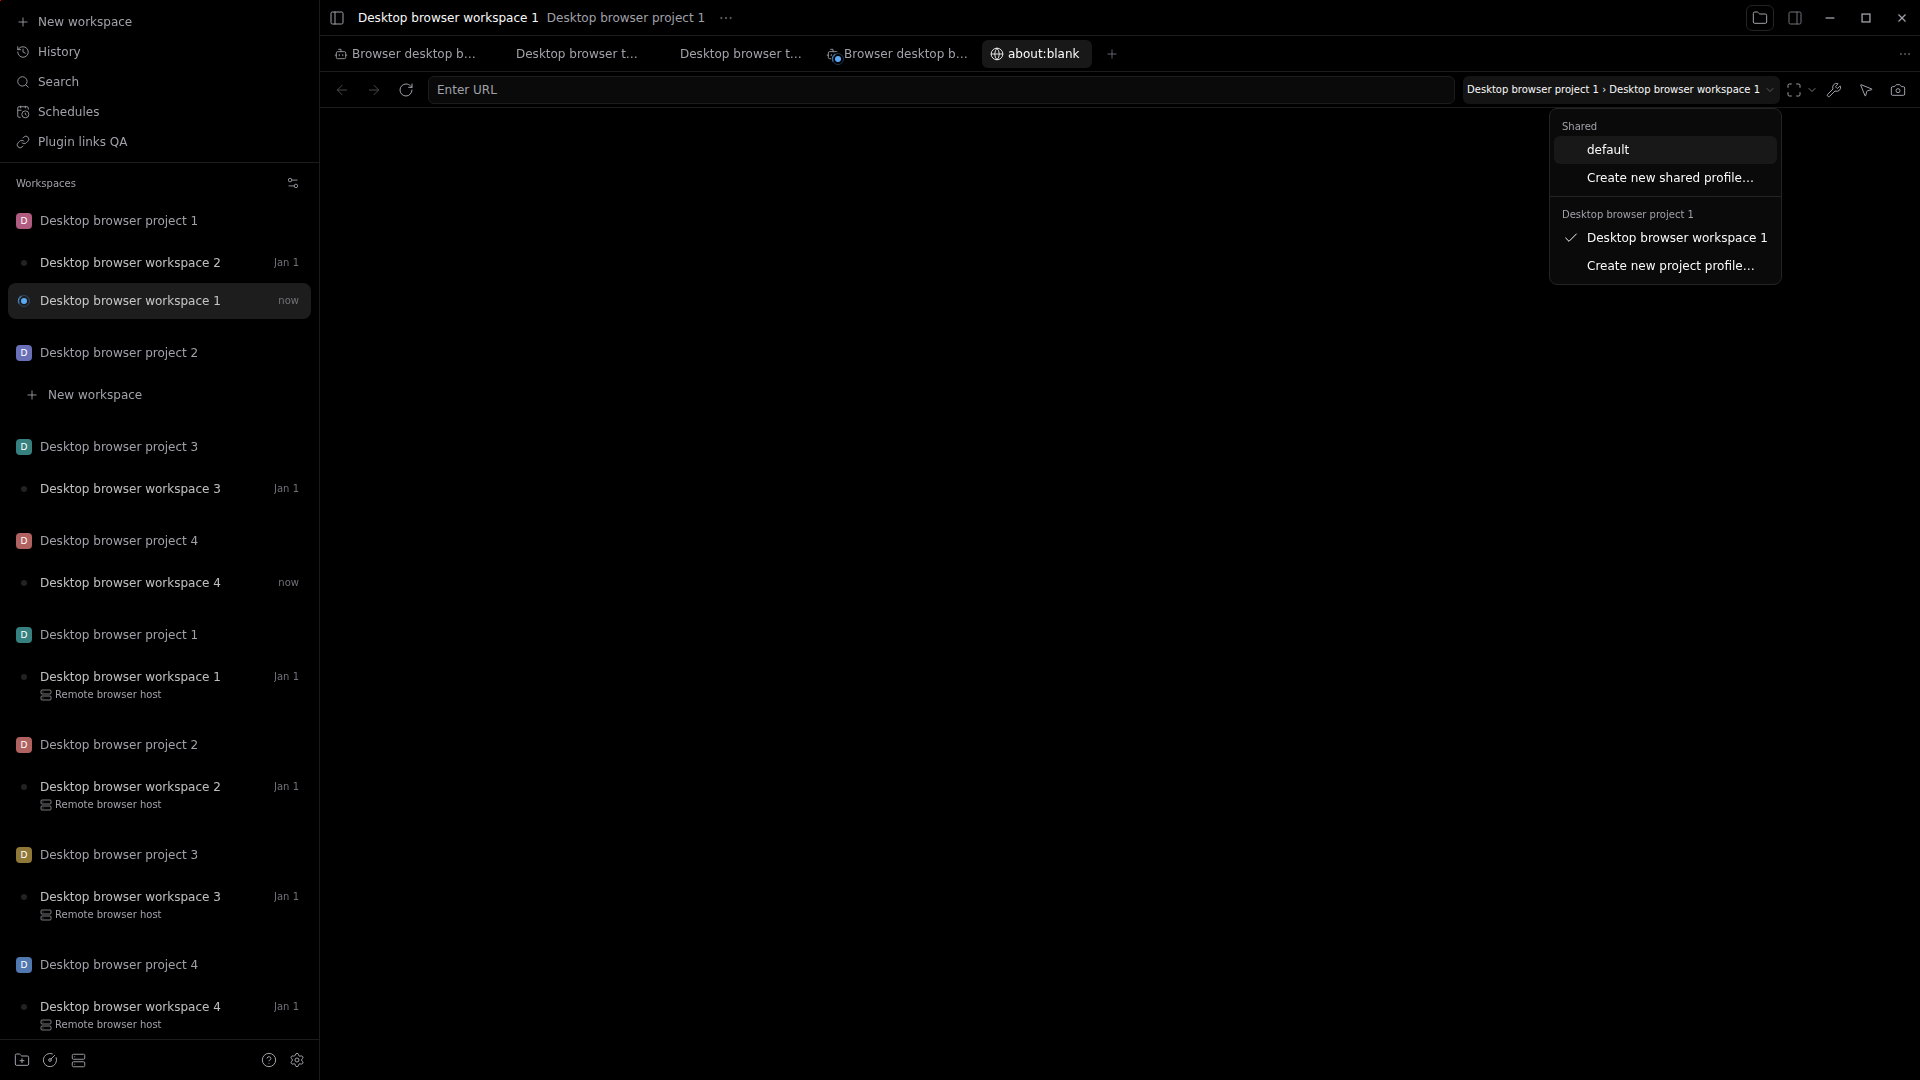 New workspace
History
Search
Schedules
Plugin links QA
Workspaces
D Desktop browser project 1
Desktop browser workspace 2 Jan 1
Desktop browser workspace 1 now
D Desktop browser project 2
New workspace
D Desktop browser project 3
Desktop browser workspace 3 Jan 1
D Desktop browser project 4
Desktop browser workspace 4 now
D Desktop browser project 1
Desktop browser workspace 1 Jan 1
Remote browser host
D Desktop browser project 2
Desktop browser workspace 2 Jan 1
Remote browser host
D Desktop browser project 3
Desktop browser workspace 3 Jan 1
Remote browser host
D Desktop browser project 4
Desktop browser workspace 4 Jan 1
Remote browser host
Desktop browser workspace 1 Desktop browser project 1
Browser desktop b... Desktop browser t... Desktop browser t... Browser desktop b... about:blank
Enter URL
Desktop browser project 1 › Desktop browser workspace 1
Shared
default
Create new shared profile...
Desktop browser project 1
Desktop browser workspace 1
Create new project profile...